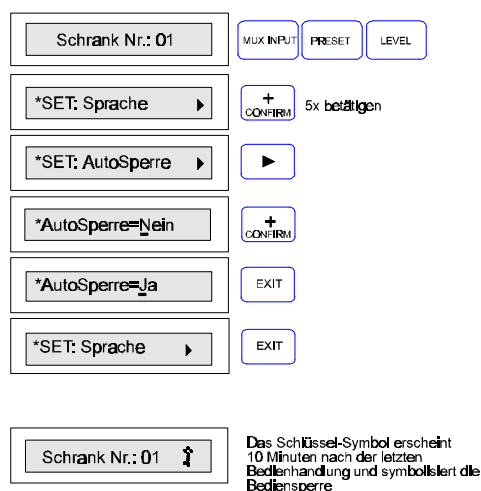 Schrank Nr.: 01
MUX INPUT PRESET LEVEL
*SET: Sprache
+
CONFIRM
5x betätigen
*SET: AutoSperre
*AutoSperre=Nein
+
CONFIRM
*AutoSperre=Ja
EXIT
*SET: Sprache
EXIT
Schrank Nr.: 01
Das Schlüssel-Symbol erscheint
10 Minuten nach der letzten
Bedienhandlung und symbolisiert die
Bediensperre